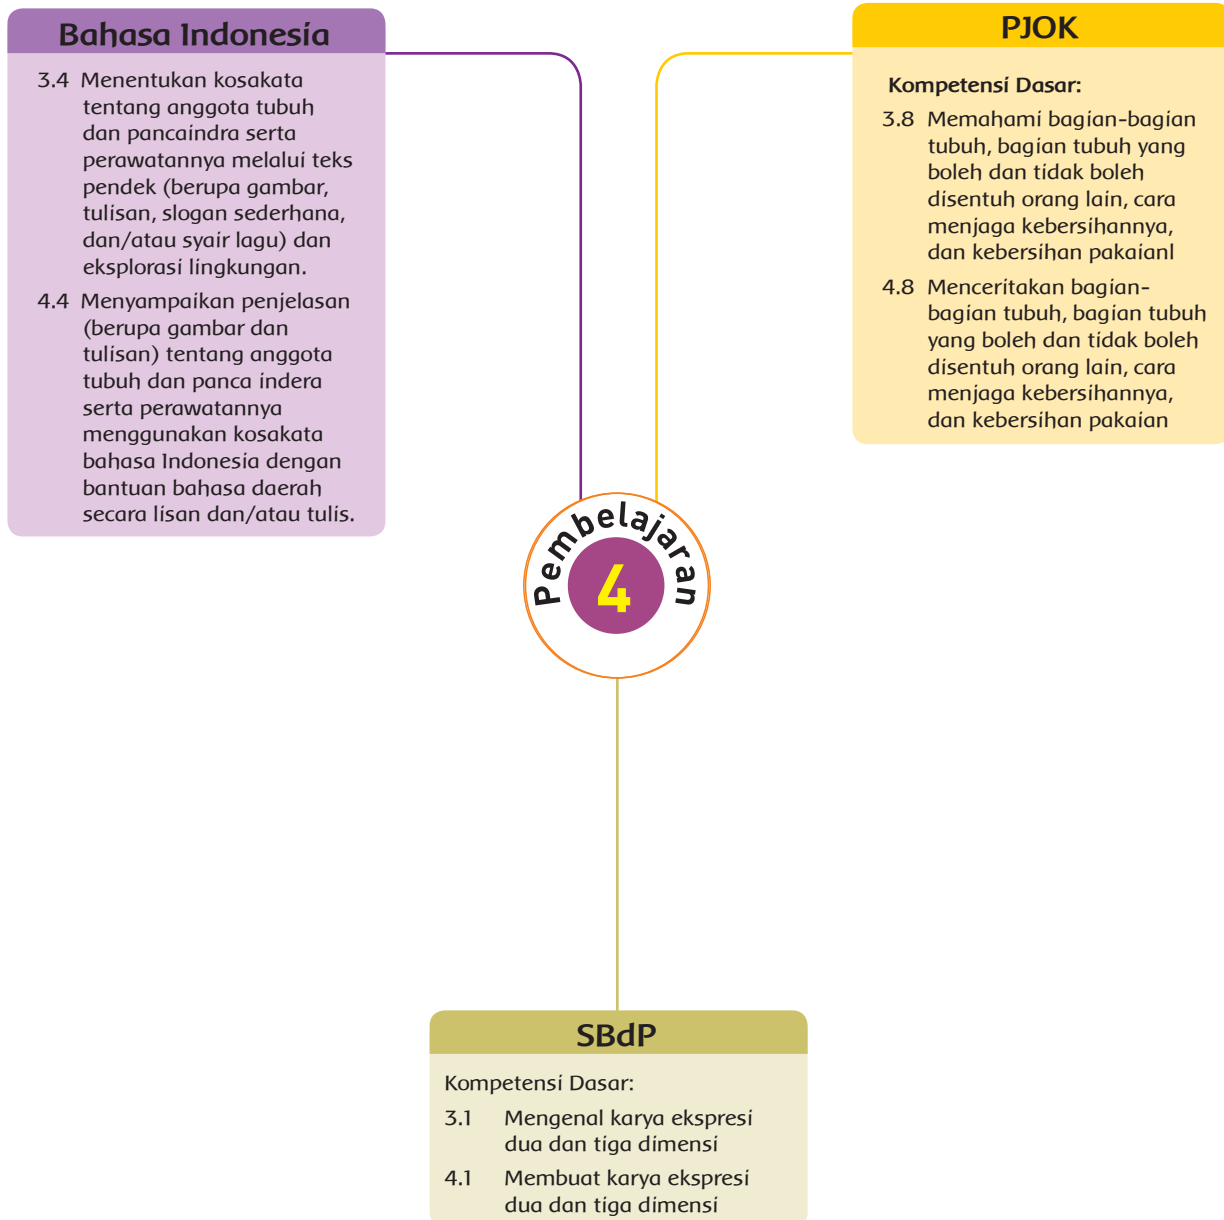 Bahasa Indonesia
3.4 Menentukan kosakata
tentang anggota tubuh
dan pancaindra serta
perawatannya melalui teks
pendek (berupa gambar,
tulisan, slogan sederhana,
dan/atau syair lagu) dan
eksplorasi lingkungan.
4.4 Menyampaikan penjelasan
(berupa gambar dan
tulisan) tentang anggota
tubuh dan panca indera
serta perawatannya
menggunakan kosakata
bahasa Indonesia dengan
bantuan bahasa daerah
secara lisan dan/atau tulis.
PJOK
Kompetensi Dasar:
3.8 Memahami bagian-bagian
tubuh, bagian tubuh yang
boleh dan tidak boleh
disentuh orang lain, cara
menjaga kebersihannya,
dan kebersihan pakaianl
4.8 Menceritakan bagian-
bagian tubuh, bagian tubuh
yang boleh dan tidak boleh
disentuh orang lain, cara
menjaga kebersihannya,
dan kebersihan pakaian
Pembelajaran
4
SBdP
Kompetensi Dasar:
3.1 Mengenal karya ekspresi
dua dan tiga dimensi
4.1 Membuat karya ekspresi
dua dan tiga dimensi